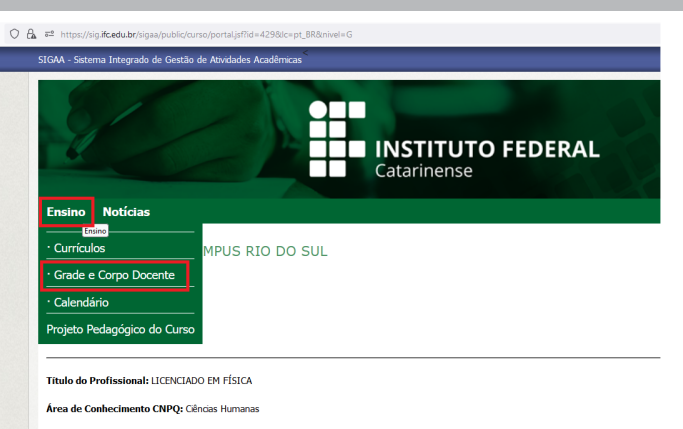 https://sig.ifc.edu.br/sigaa/public/curso/portal.jsf?id=429&lc=pt_BR&nivel=G
SIGAA - Sistema Integrado de Gestão de Atividades Acadêmicas
<
INSTITUTO FEDERAL
Catarinense
Ensino Notícias
Ensino
· Currículos
MPUS RIO DO SUL
· Grade e Corpo Docente
· Calendário
Projeto Pedagógico do Curso
Título do Profissional: LICENCIADO EM FÍSICA
Área de Conhecimento CNPQ: Ciências Humanas